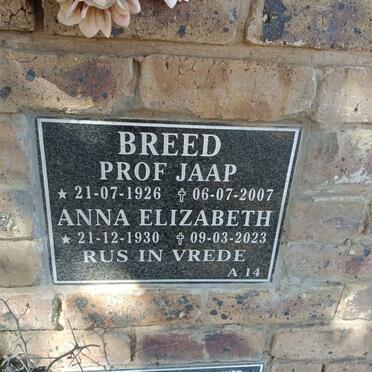 BREED
PROF JAAP
★ 21-07-1926 ✞ 06-07-2007
ANNA ELIZABETH
★ 21-12-1930 ✞ 09-03-2023
RUS IN VREDE
A 14